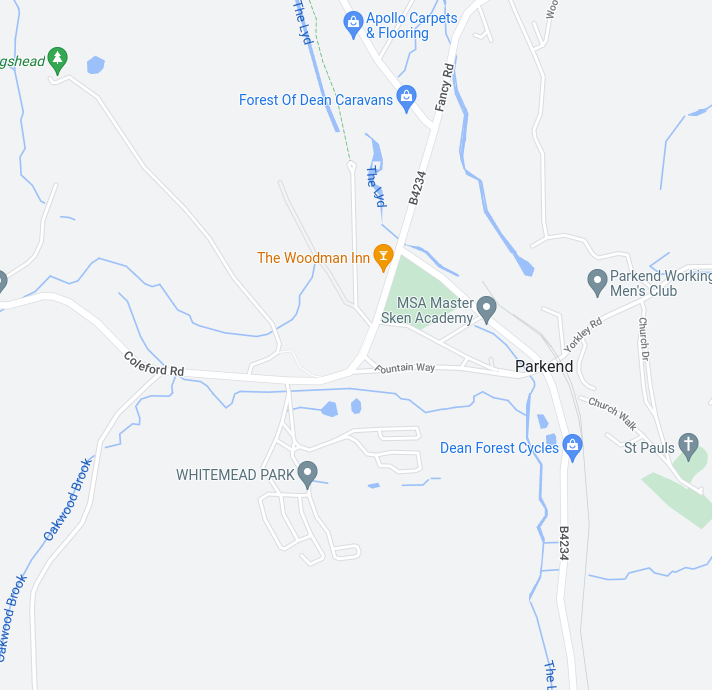 The Lyd
Apollo Carpets
& Flooring
Woo
gshead
Fancy Rd
Forest Of Dean Caravans
The Lyd
B4234
The Woodman Inn
Parkend Working
Men's Club
MSA Master
Sken Academy
Yorkley Rd
Church Dr
Coleford Rd
Fountain Way
Parkend
Church Walk
Dean Forest Cycles
St Pauls
WHITEMEAD PARK
Oakwood Brook
B4234
Oakwood Brook
The L